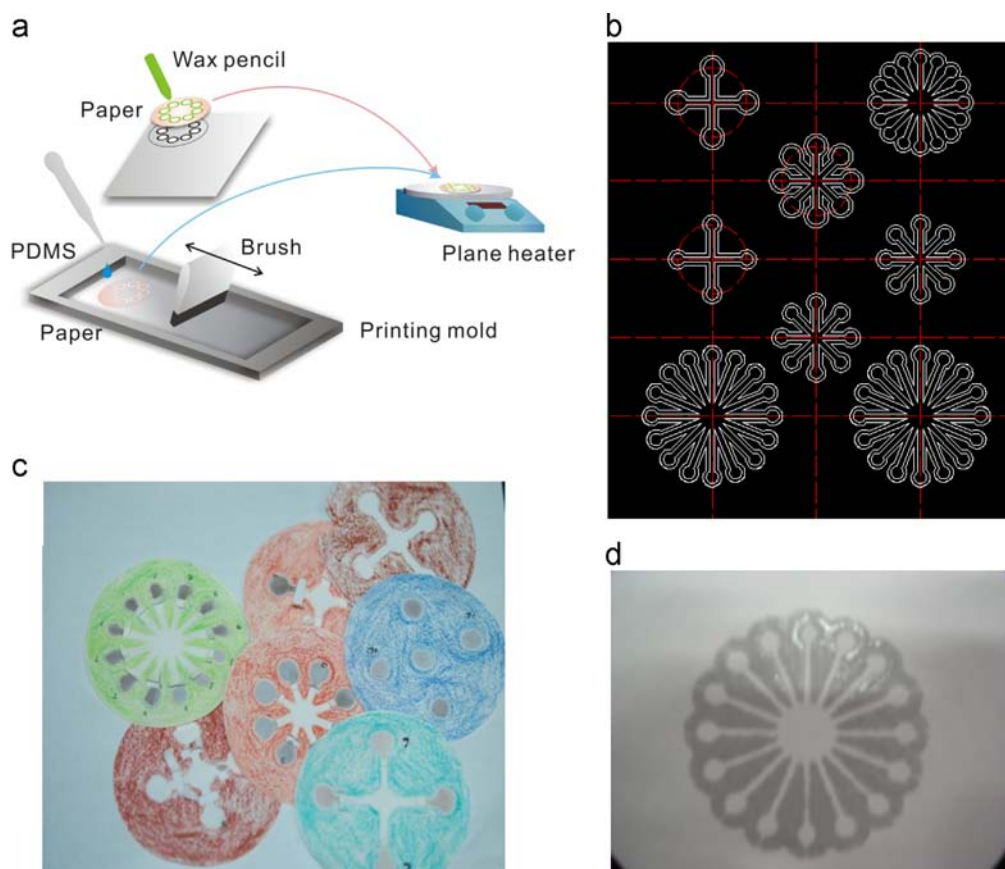 a
Wax pencil
Paper
PDMS
Brush
Plane heater
Paper
Printing mold
b
c
d